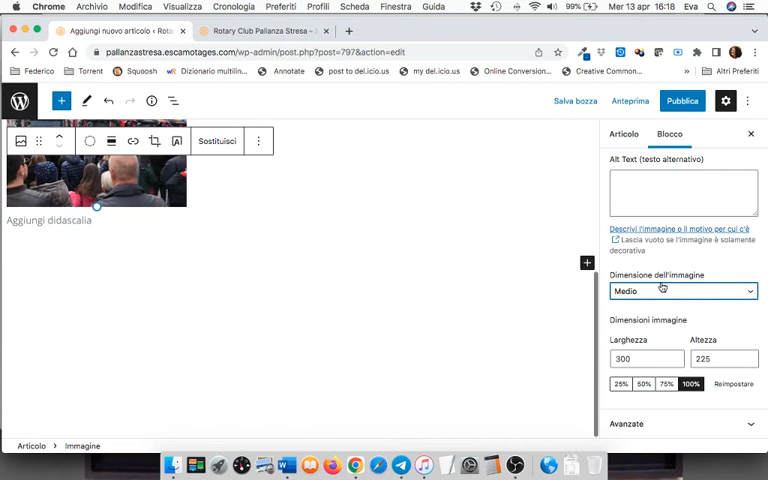 Chrome Archivio Modifica Visualizza Cronologia Preferiti Profili Scheda Finestra Guida 99% Mer 13 apr 16:18 Eva
Aggiungi nuovo articolo ‹ Rota
Rotary Club Pallanza Stresa –
pallanzastresa.escamotages.com/wp-admin/post.php?post=797&action=edit
Federico Torrent Squoosh Dizionario multilin... Annotate post to del.icio.us my del.icio.us Online Conversion... Creative Common... » Altri Preferiti
Salva bozza Anteprima Pubblica
Sostituisci
Articolo Blocco
Alt Text (testo alternativo)
Aggiungi didascalia
Descrivi l'immagine o il motivo per cui c'è
Lascia vuoto se l'immagine è solamente
decorativa
Dimensione dell'immagine
Medio
Dimensioni immagine
Larghezza Altezza
300 225
25% 50% 75% 100% Reimpostare
Avanzate
Articolo › Immagine